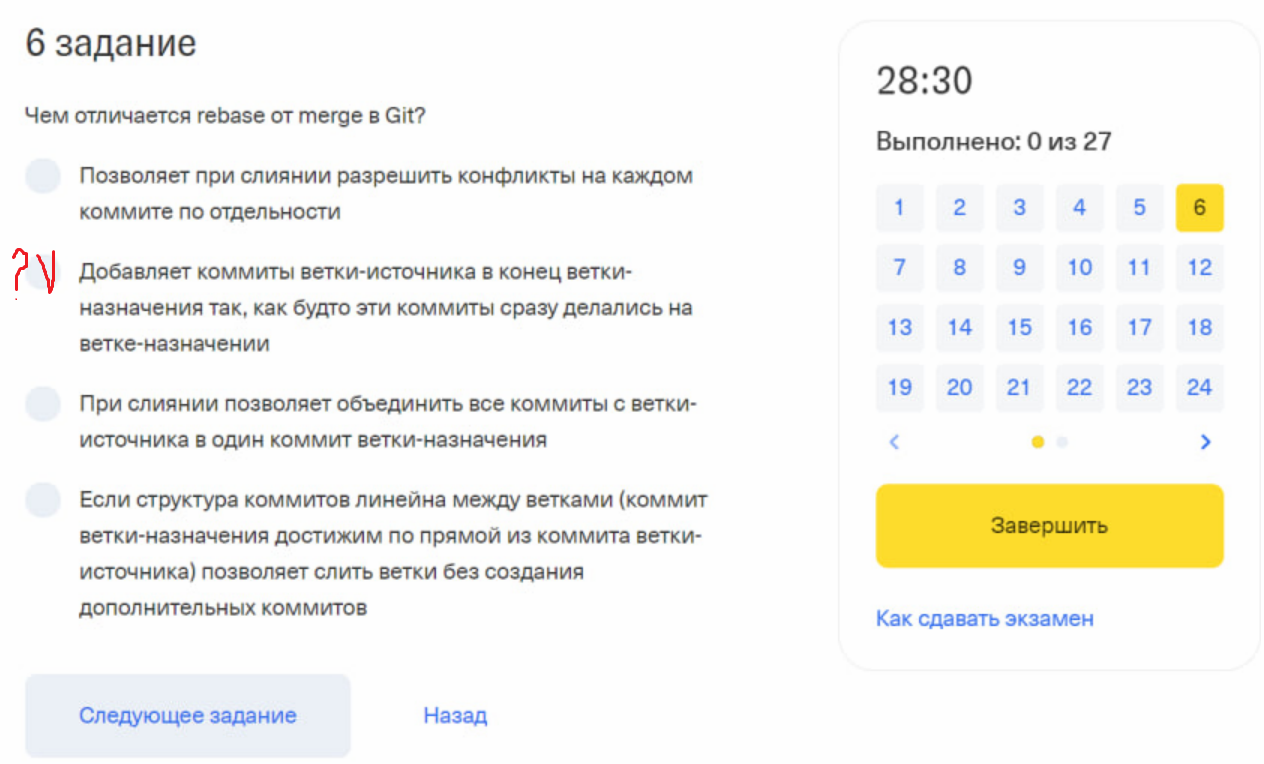 6 задание
Чем отличается rebase от merge в Git?
Позволяет при слиянии разрешить конфликты на каждом
коммите по отдельности
?V
Добавляет коммиты ветки-источника в конец ветки-
назначения так, как будто эти коммиты сразу делались на
ветке-назначении
При слиянии позволяет объединить все коммиты с ветки-
источника в один коммит ветки-назначения
Если структура коммитов линейна между ветками (коммит
ветки-назначения достижим по прямой из коммита ветки-
источника) позволяет слить ветки без создания
дополнительных коммитов
Следующее задание
Назад
28:30
Выполнено: 0 из 27
1 2 3 4 5 6
7 8 9 10 11 12
13 14 15 16 17 18
19 20 21 22 23 24
Завершить
Как сдавать экзамен